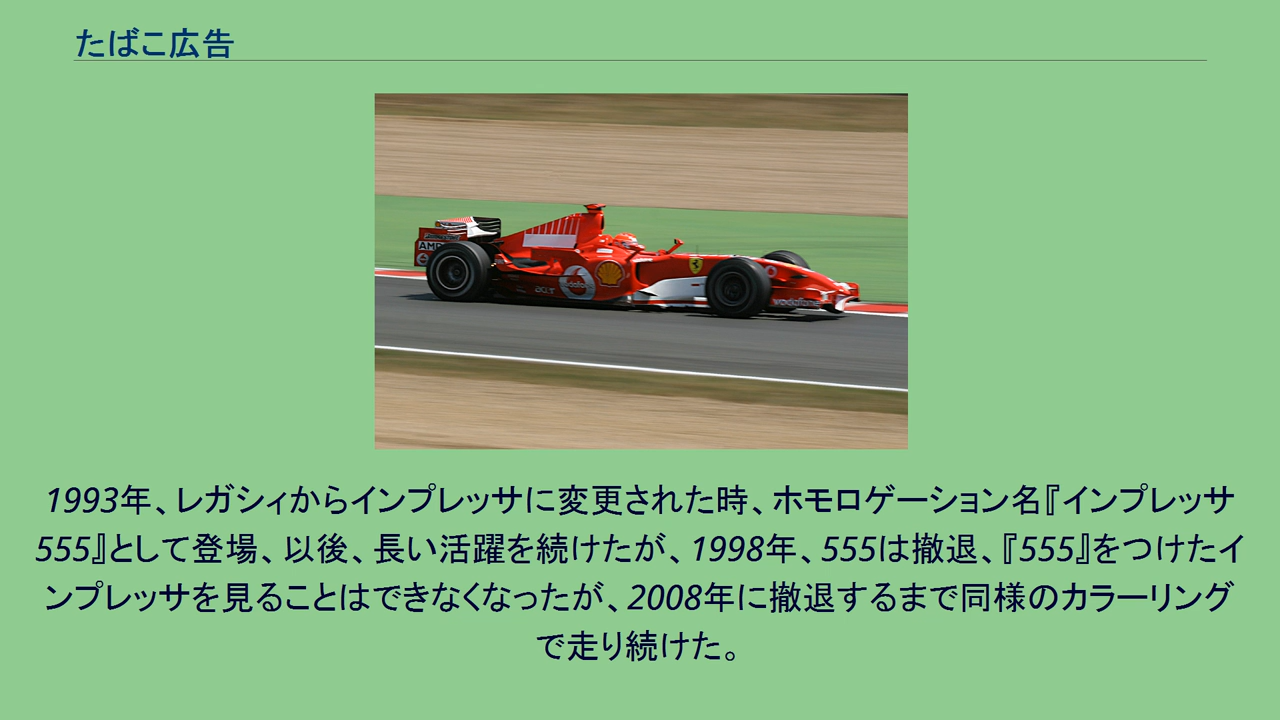 たばこ広告
AMD
acer
vodafone
vodafone
1993年、レガシィからインプレッサに変更された時、ホモロゲーション名『インプレッサ
555』として登場、以後、長い活躍を続けたが、1998年、555は撤退、『555』をつけたイ
ンプレッサを見ることはできなくなったが、2008年に撤退するまで同様のカラーリング
で走り続けた。